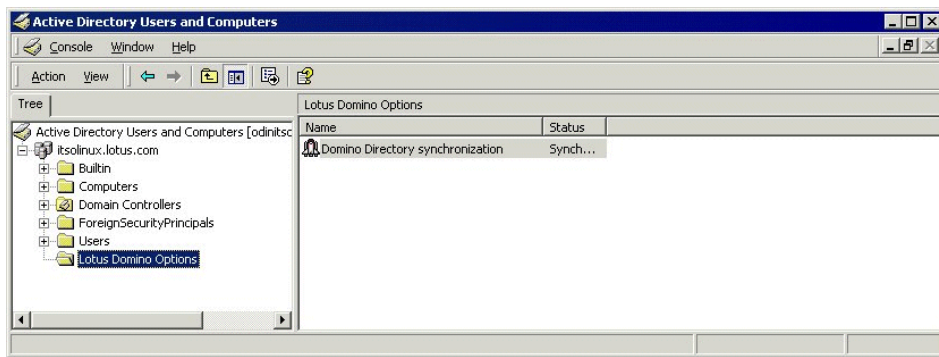 Active Directory Users and Computers
Console Window Help
Action View
Tree
Lotus Domino Options
Active Directory Users and Computers [odinitsc
Name Status
itsolinux.lotus.com
Domino Directory synchronization Synch...
Builtin
Computers
Domain Controllers
ForeignSecurityPrincipals
Users
Lotus Domino Options